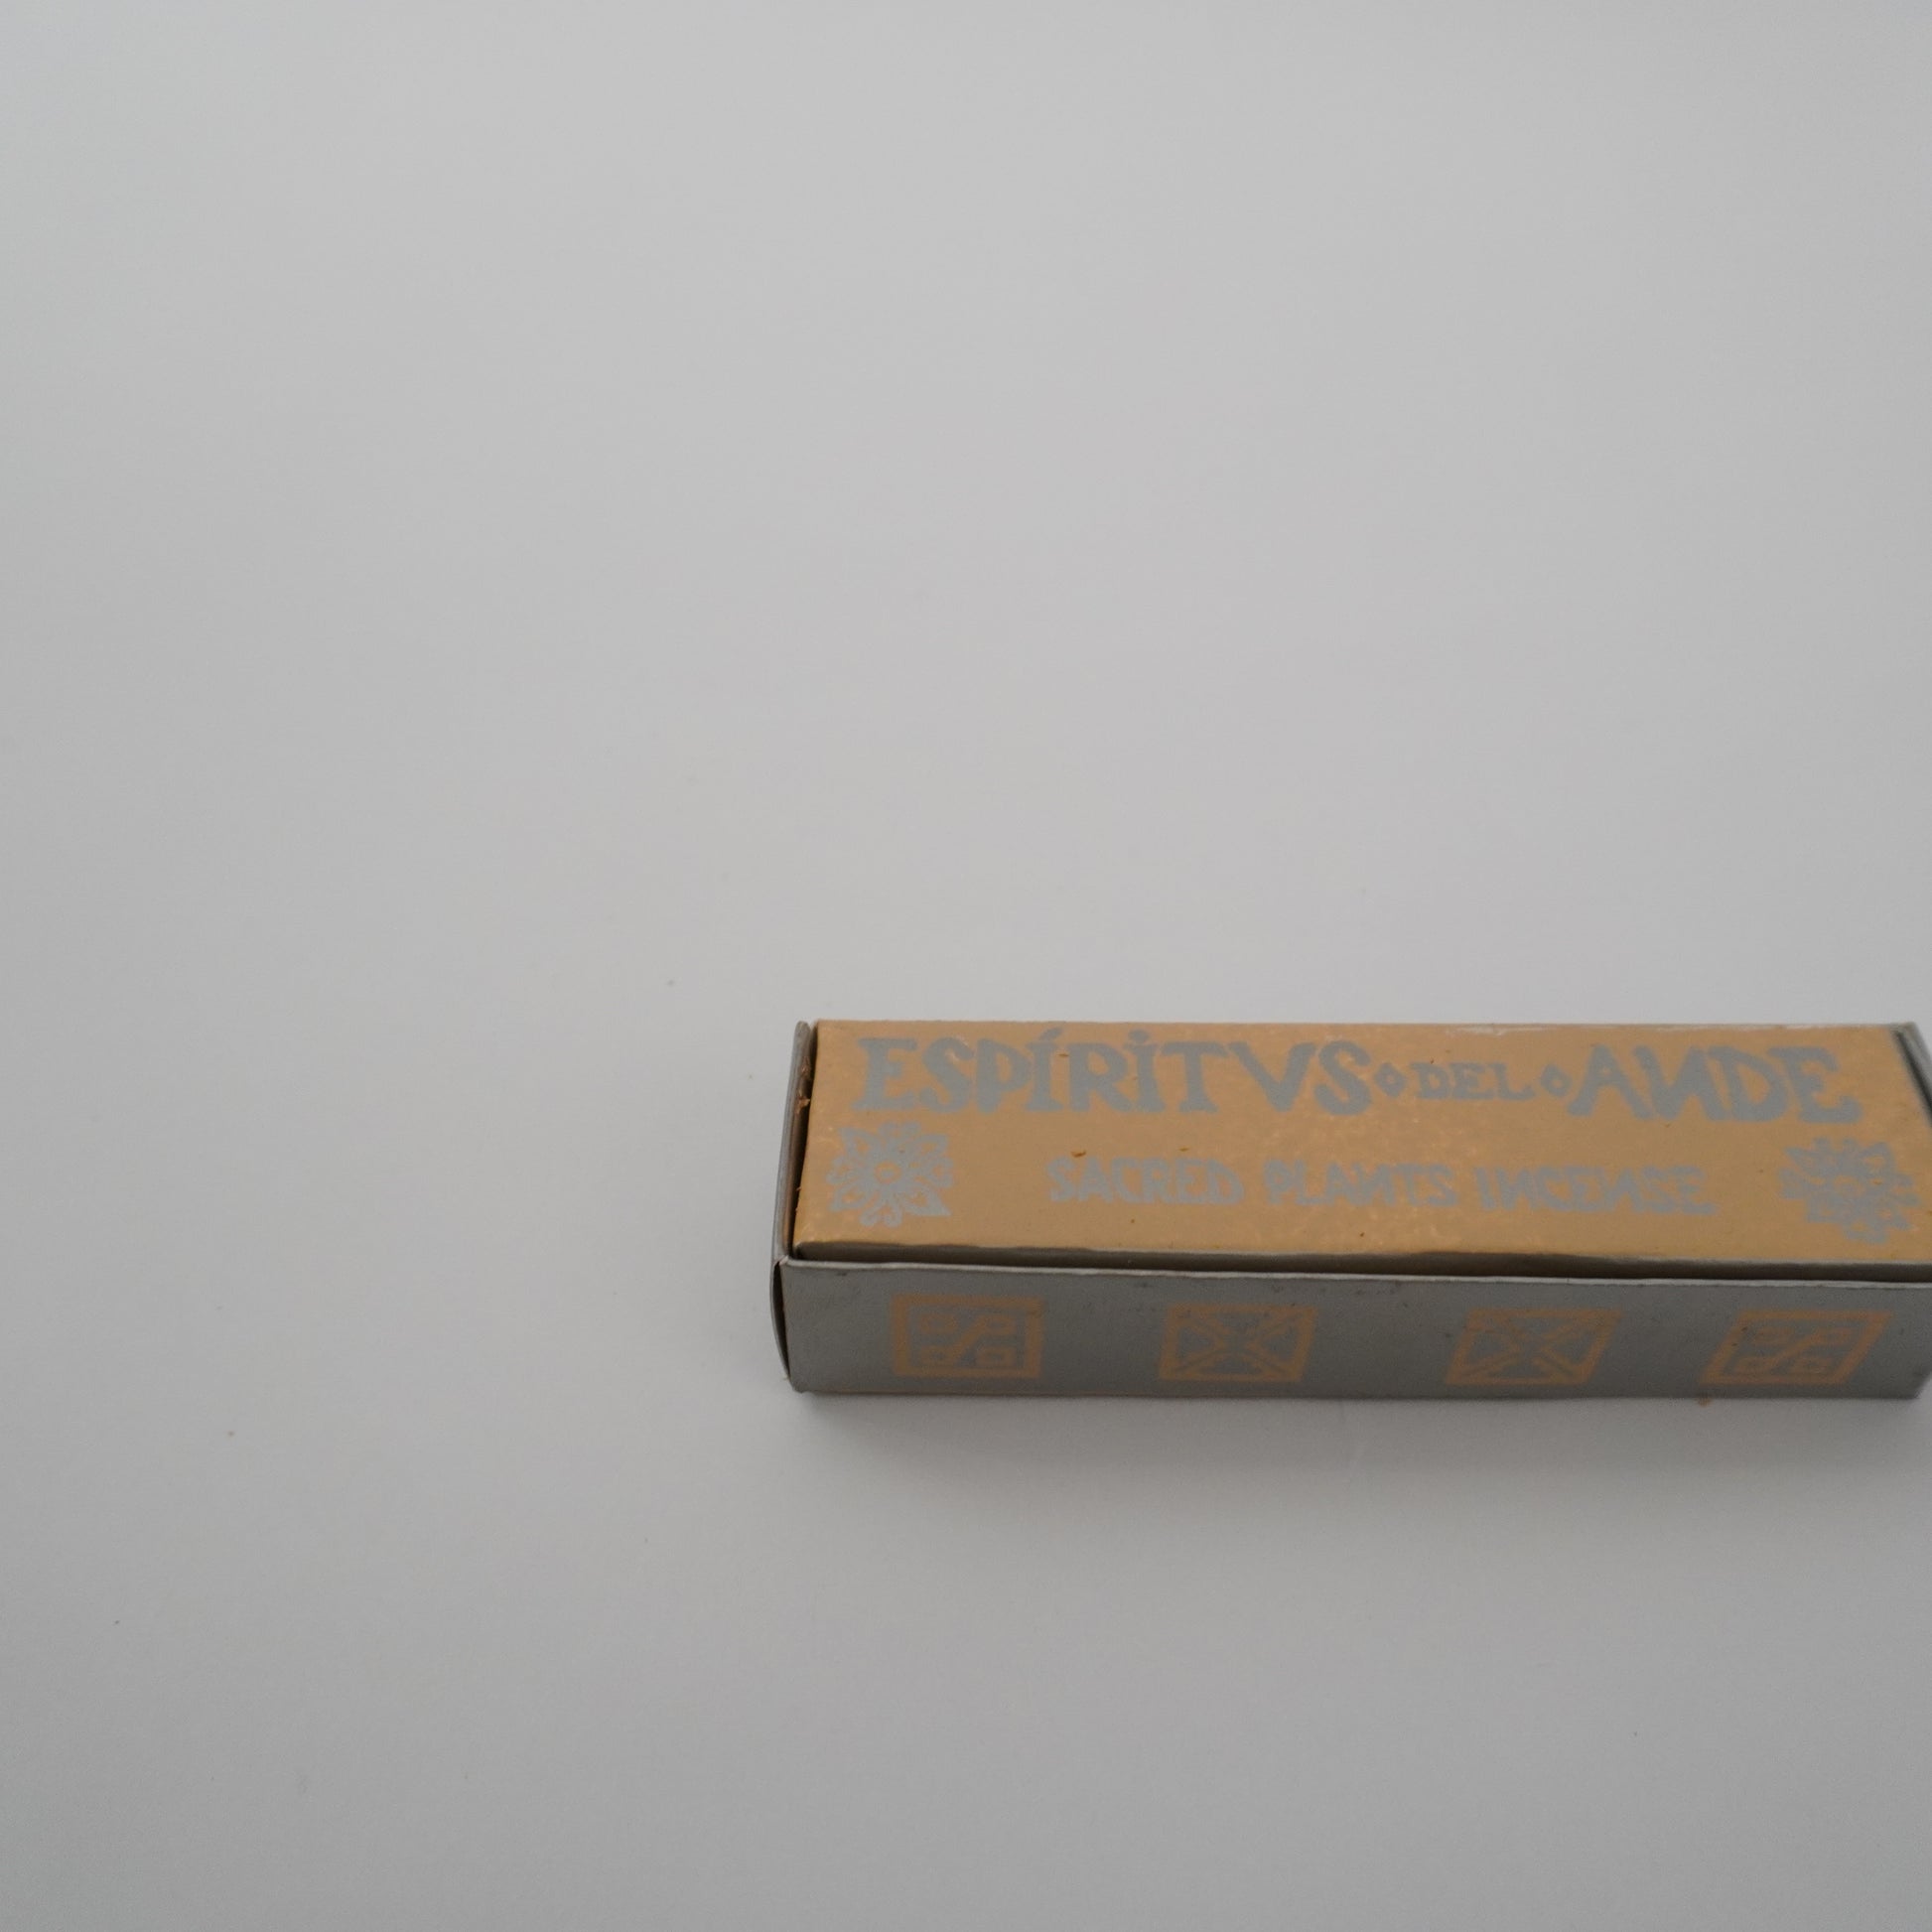 ESPÍRITVS DEL ANDE
SACRED PLANTS INCENSE